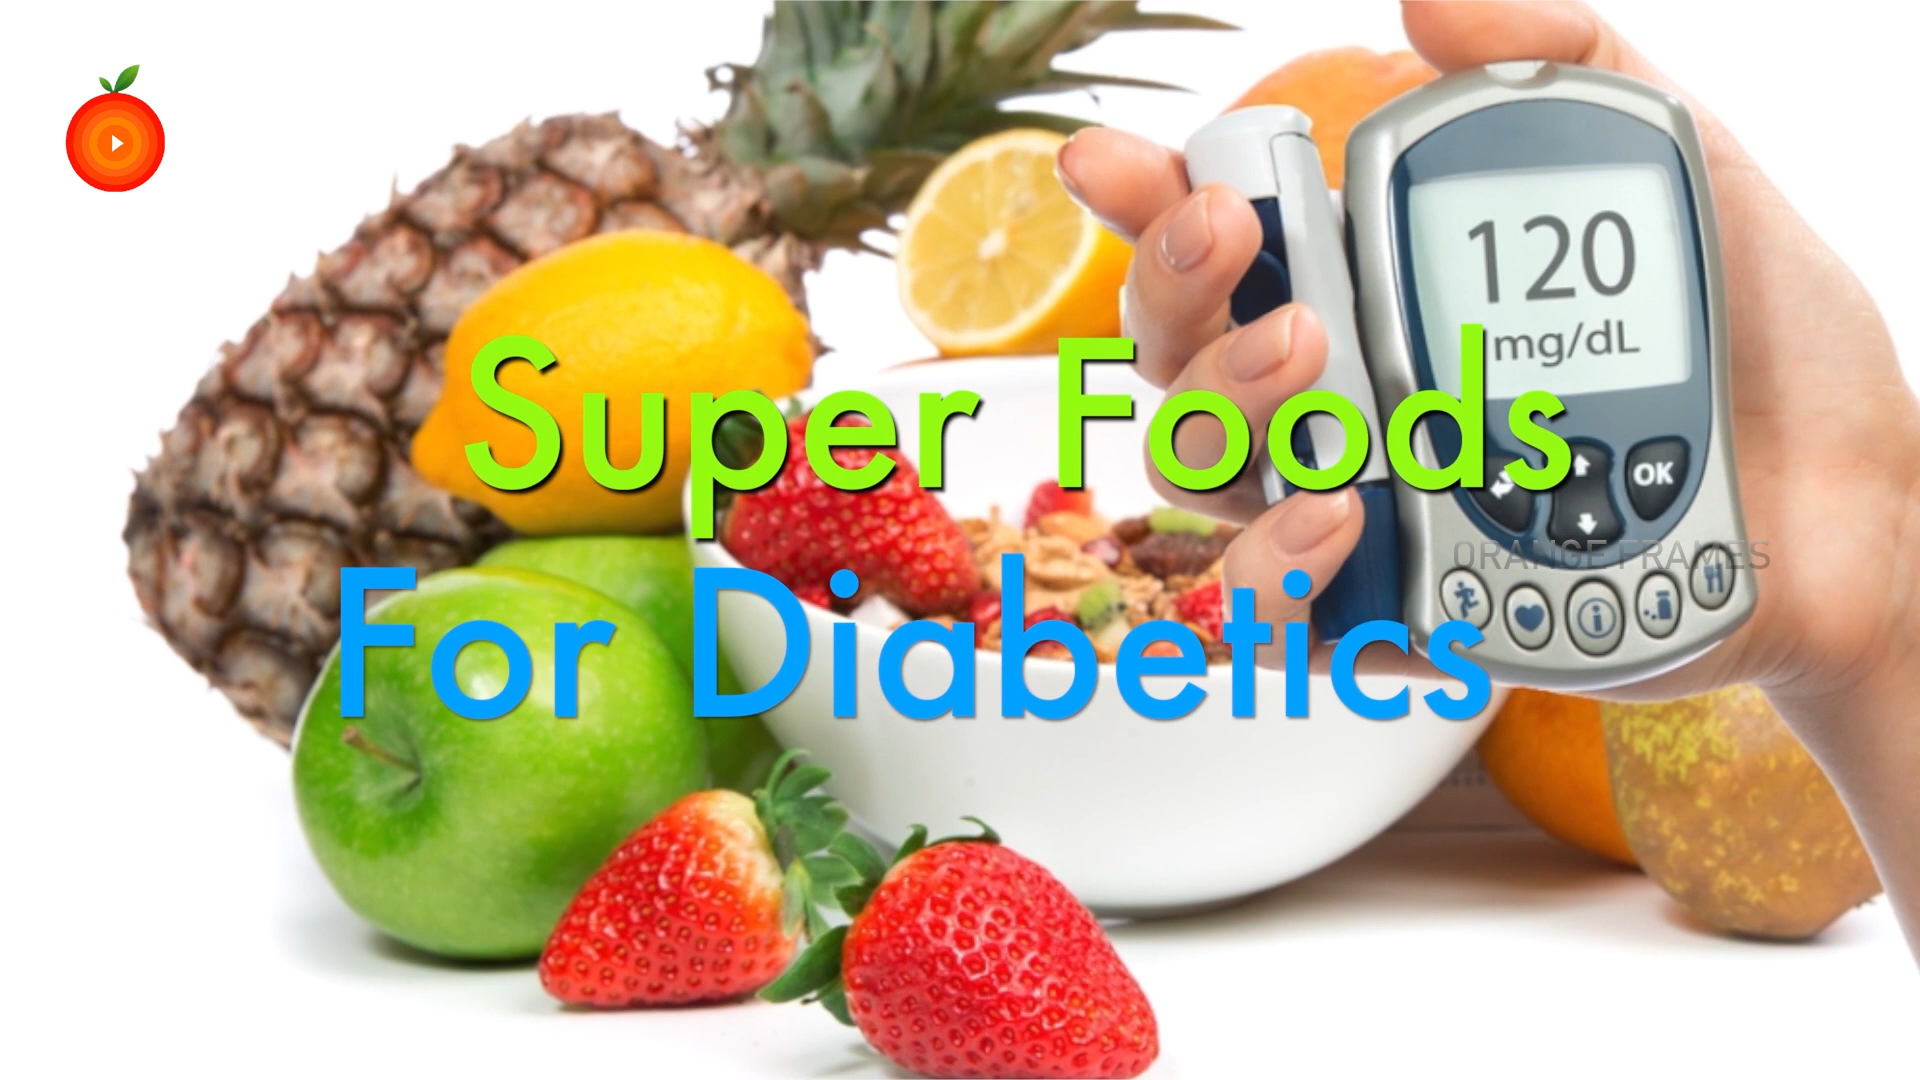 120
mg/dL
Super Foods
OK
ORANGE FRAMES
For Diabetics